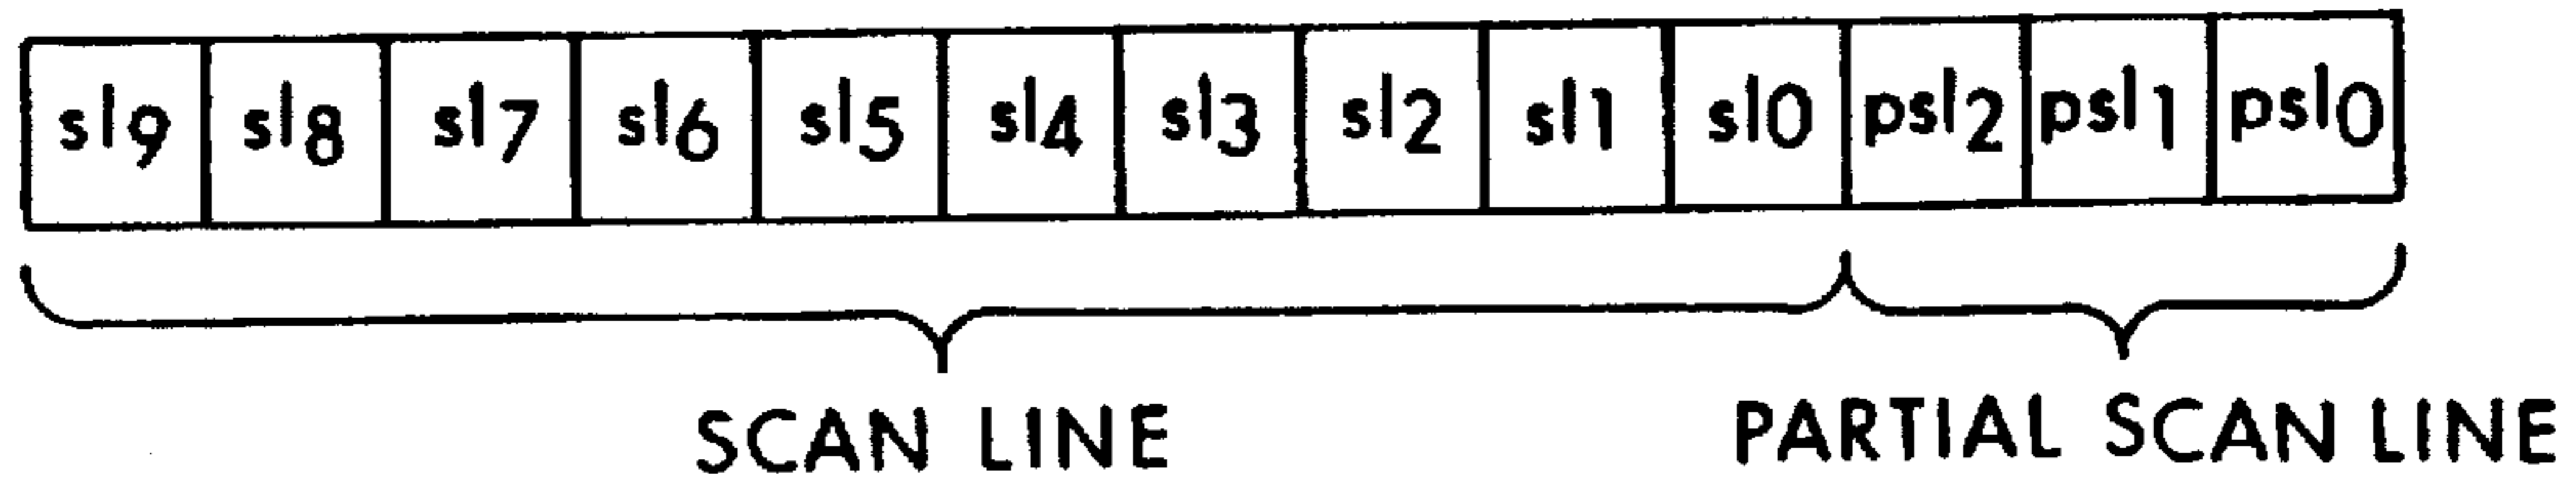 sl9 sl8 sl7 sl6 sl5 sl4 sl3 sl2 sl1 sl0 psl2 psl1 psl0
SCAN LINE PARTIAL SCAN LINE